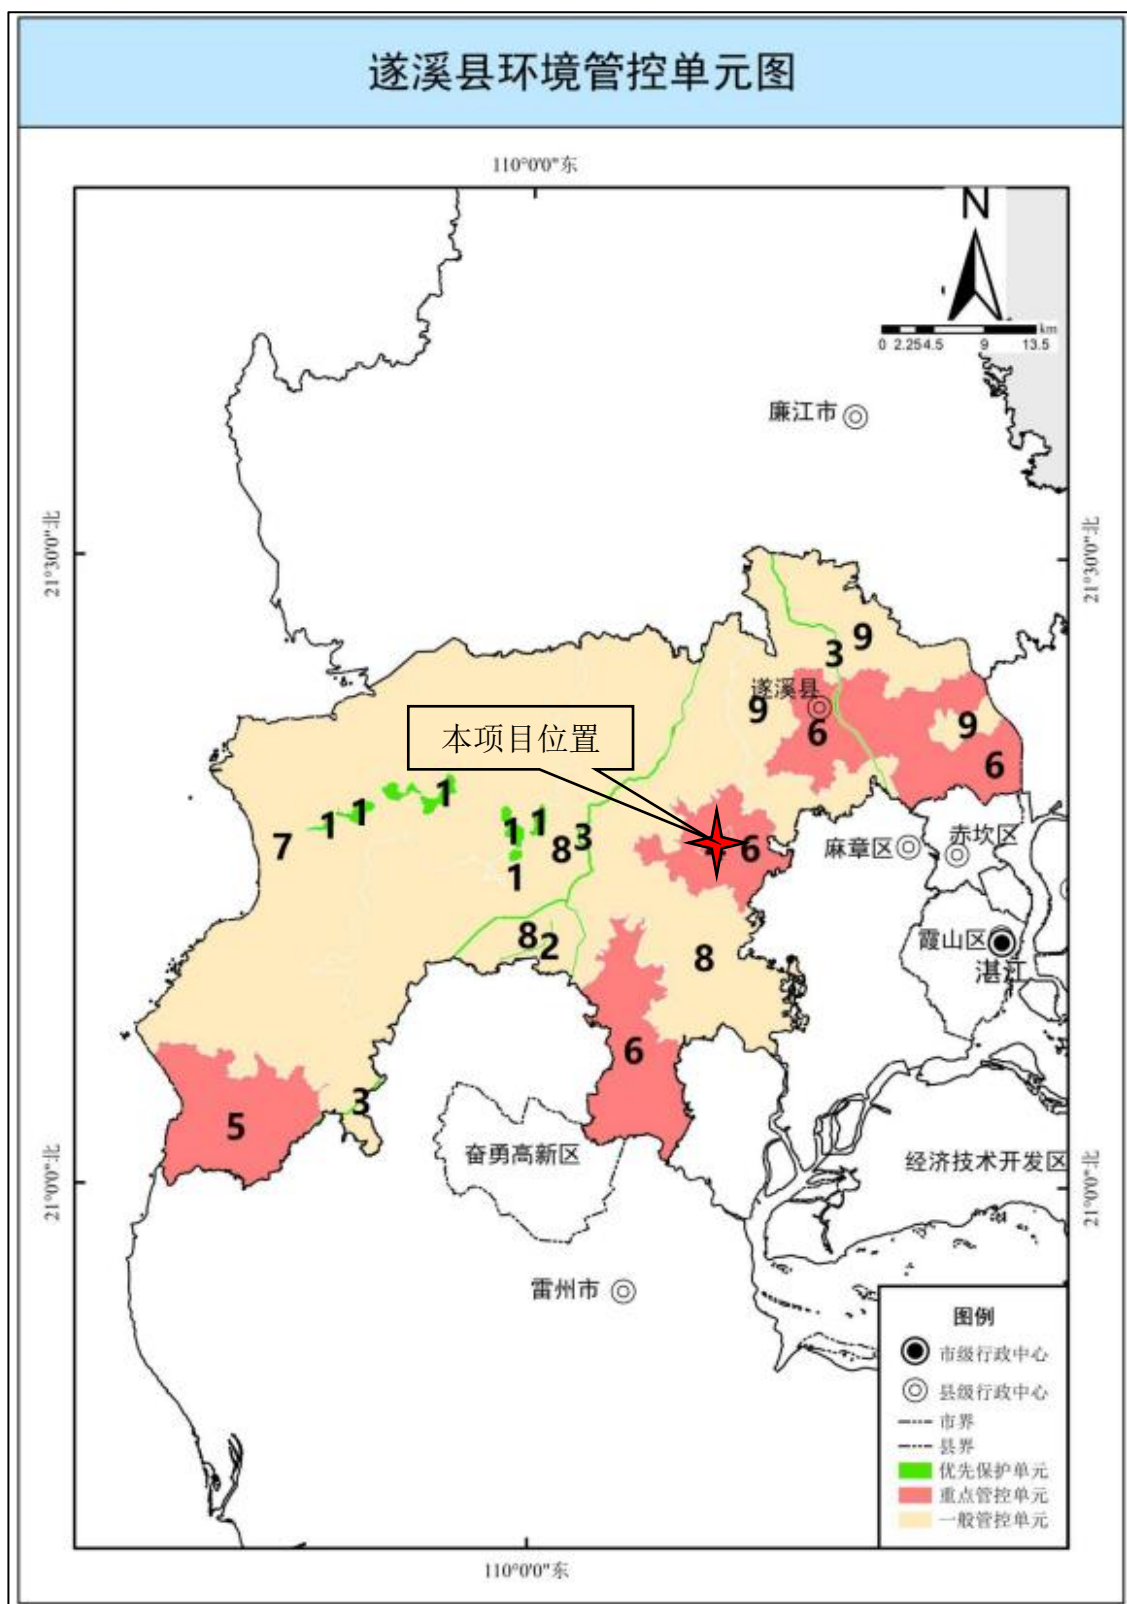 遂溪县环境管控单元图
110°0'0"东
N
km
0 2.25 4.5 9 13.5
廉江市
21°30'0"北
21°30'0"北
9
3
遂溪县
9
6
9
6
本项目位置
1
1
1
1
1
1
7
8
3
6
麻章区
赤坎区
8
2
8
霞山区
湛江
6
3
5
奋勇高新区
经济技术开发区
21°0'0"北
21°0'0"北
雷州市
图例
市级行政中心
县级行政中心
市界
县界
优先保护单元
重点管控单元
一般管控单元
110°0'0"东